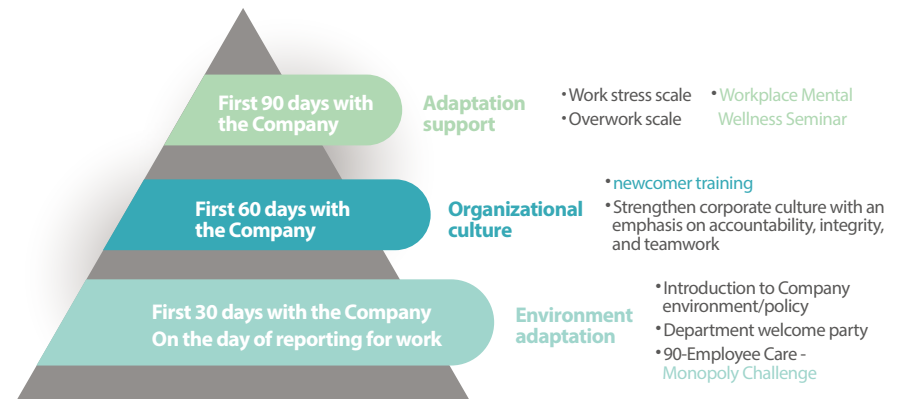 First 90 days with
the Company
Adaptation
support
•Work stress scale
•Overwork scale
•Workplace Mental
Wellness Seminar
First 60 days with
the Company
Organizational
culture
•newcomer training
•Strengthen corporate culture with an
emphasis on accountability, integrity,
and teamwork
First 30 days with the Company
On the day of reporting for work
Environment
adaptation
•Introduction to Company
environment/policy
•Department welcome party
•90-Employee Care -
Monopoly Challenge